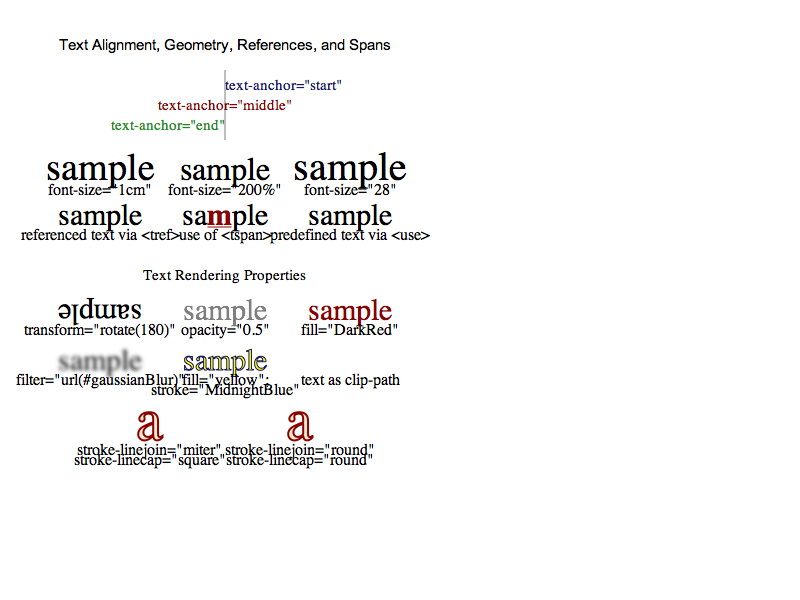 Text Alignment, Geometry, References, and Spans
text-anchor="start"
text-anchor="middle"
text-anchor="end"
sample sample sample
font-size="1cm" font-size="200%" font-size="28"
sample sample sample
referenced text via <tref> use of <tspan> predefined text via <use>
Text Rendering Properties
sample sample sample
transform="rotate(180)" opacity="0.5" fill="DarkRed"
sample sample
filter="url(#gaussianBlur)" fill="yellow"; text as clip-path
stroke="MidnightBlue"
a a
stroke-linejoin="miter" stroke-linejoin="round"
stroke-linecap="square" stroke-linecap="round"